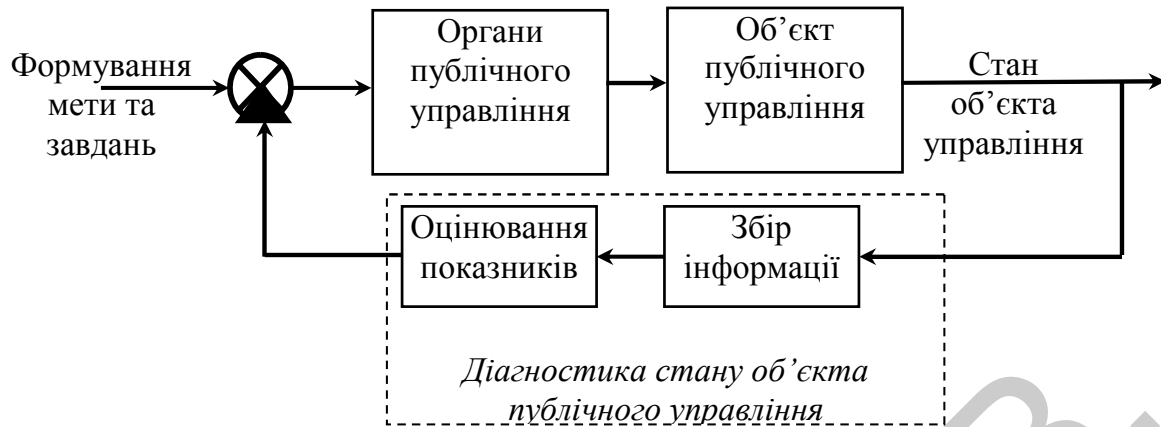 Формування
мети та
завдань
Органи
публічного
управління
Об’єкт
публічного
управління
Стан
об’єкта
управління
Оцінювання
показників
Збір
інформації
Діагностика стану об’єкта
публічного управління